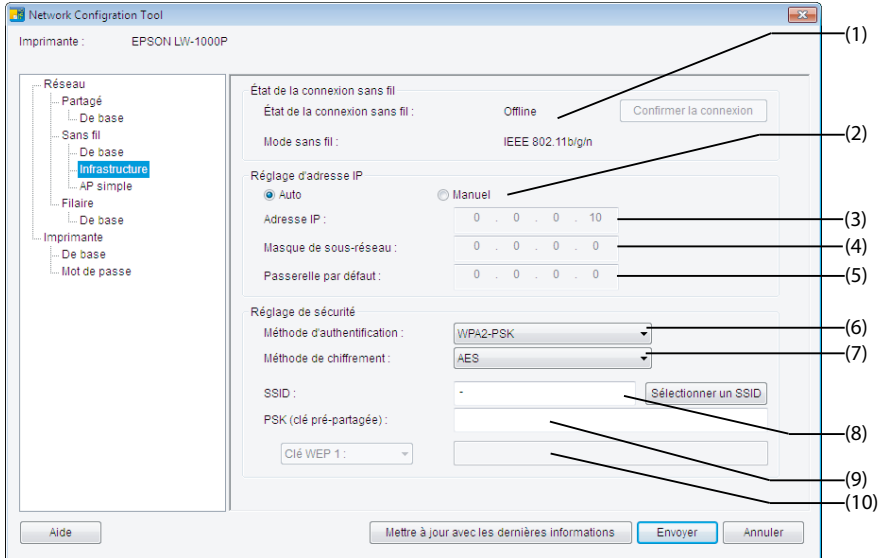 Network Configration Tool
Imprimante : EPSON LW-1000P
Réseau
Partagé
De base
Sans fil
De base
Infrastructure
AP simple
Filaire
De base
Imprimante
De base
Mot de passe
État de la connexion sans fil
État de la connexion sans fil : Offline Confirmer la connexion
Mode sans fil : IEEE 802.11b/g/n
Réglage d'adresse IP
Auto Manuel
Adresse IP : 0 . 0 . 0 . 10
Masque de sous-réseau : 0 . 0 . 0 . 0
Passerelle par défaut : 0 . 0 . 0 . 0
Réglage de sécurité
Méthode d'authentification : WPA2-PSK
Méthode de chiffrement : AES
SSID : - Sélectionner un SSID
PSK (clé pré-partagée) :
Clé WEP 1 :
Aide Mettre à jour avec les dernières informations Envoyer Annuler
(1)
(2)
(3)
(4)
(5)
(6)
(7)
(8)
(9)
(10)